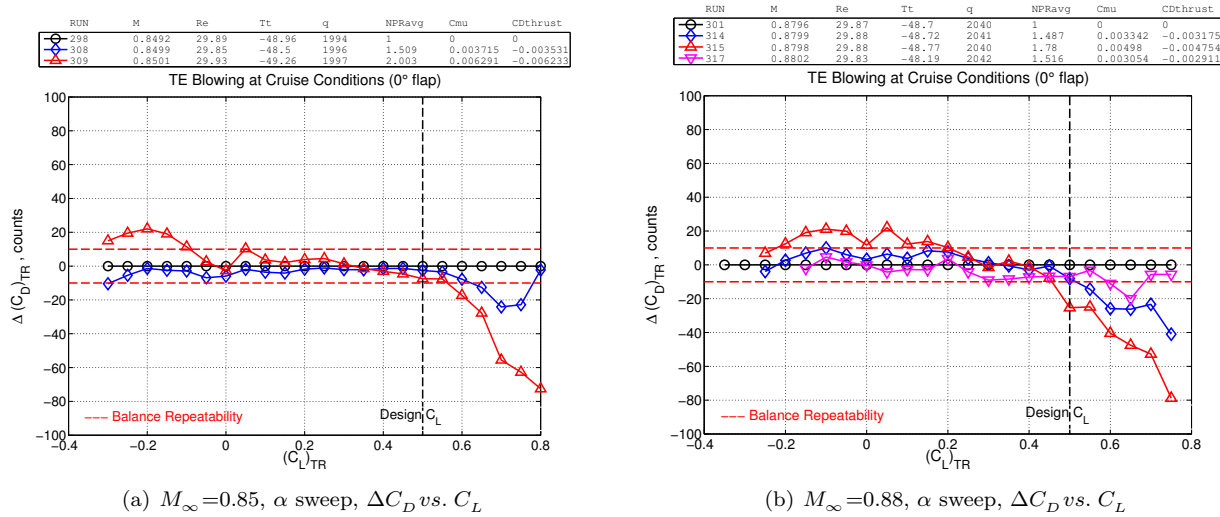 RUN M Re Tt q NPRavg Cmu CDthrust
298 0.8492 29.89 −48.96 1994 1 0 0
308 0.8499 29.85 −48.5 1996 1.509 0.003715 −0.003531
309 0.8501 29.93 −49.26 1997 2.003 0.006291 −0.006233
TE Blowing at Cruise Conditions (0° flap)
Δ (C_D)_TR , counts
100
80
60
40
20
0
−20
−40
−60
−80
−100
−−− Balance Repeatability
Design C_L
−0.4 −0.2 0 0.2 0.4 0.6 0.8
(C_L)_TR
(a) M∞=0.85, α sweep, ΔC_D vs. C_L
RUN M Re Tt q NPRavg Cmu CDthrust
301 0.8796 29.87 −48.7 2040 1 0 0
314 0.8799 29.88 −48.72 2041 1.487 0.003342 −0.003175
315 0.8798 29.88 −48.77 2040 1.78 0.00498 −0.004754
317 0.8802 29.83 −48.19 2042 1.516 0.003054 −0.002911
TE Blowing at Cruise Conditions (0° flap)
Δ (C_D)_TR , counts
100
80
60
40
20
0
−20
−40
−60
−80
−100
−−− Balance Repeatability
Design C_L
−0.4 −0.2 0 0.2 0.4 0.6 0.8
(C_L)_TR
(b) M∞=0.88, α sweep, ΔC_D vs. C_L